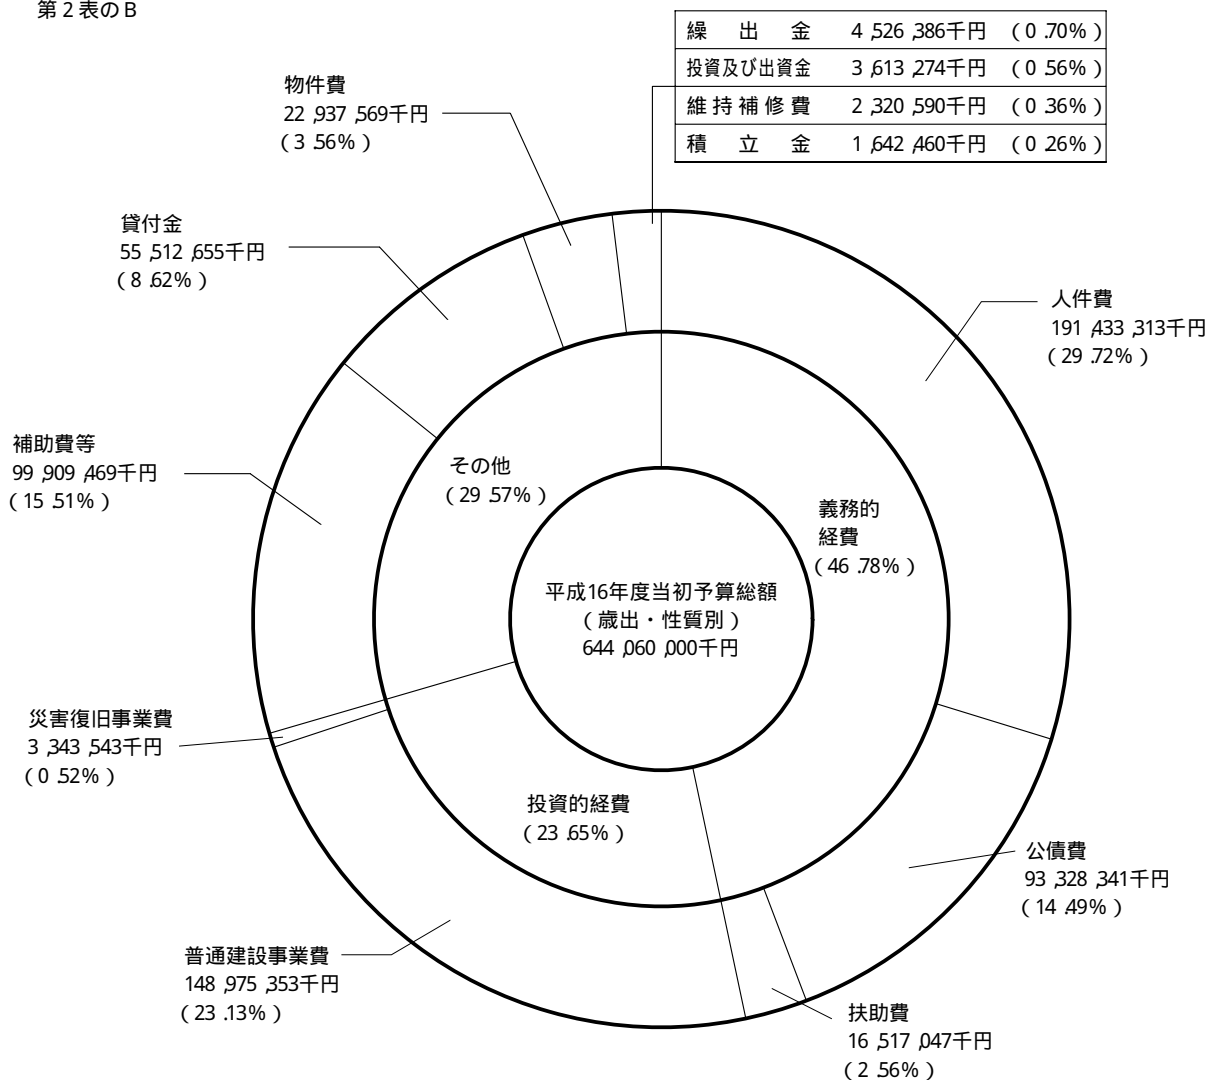 第2表のB
繰出金 4,526,386千円 (0.70%)
投資及び出資金 3,613,274千円 (0.56%)
維持補修費 2,320,590千円 (0.36%)
積立金 1,642,460千円 (0.26%)
物件費
22,937,569千円
(3.56%)
貸付金
55,512,655千円
(8.62%)
人件費
191,433,313千円
(29.72%)
補助費等
99,909,469千円
(15.51%)
その他
(29.57%)
義務的
経費
(46.78%)
平成16年度当初予算総額
(歳出・性質別)
644,060,000千円
災害復旧事業費
3,343,543千円
(0.52%)
投資的経費
(23.65%)
公債費
93,328,341千円
(14.49%)
普通建設事業費
148,975,353千円
(23.13%)
扶助費
16,517,047千円
(2.56%)